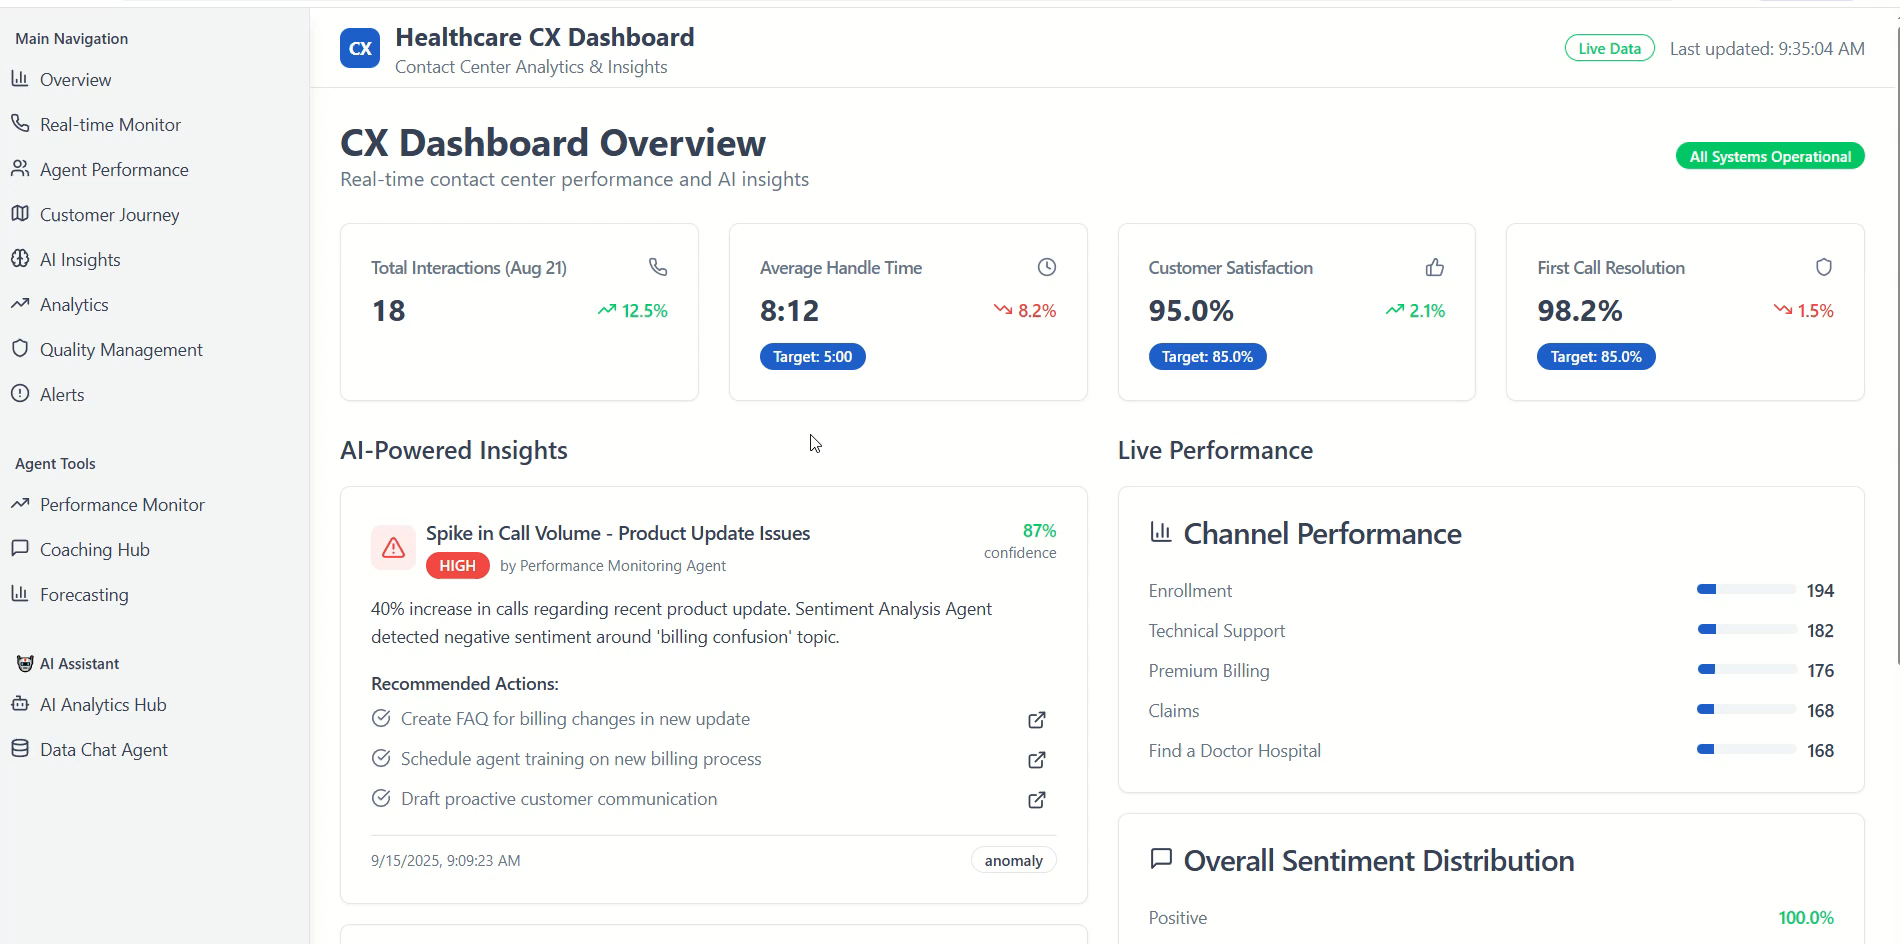 Main Navigation
Overview
Real-time Monitor
Agent Performance
Customer Journey
AI Insights
Analytics
Quality Management
Alerts
Agent Tools
Performance Monitor
Coaching Hub
Forecasting
AI Assistant
AI Analytics Hub
Data Chat Agent
CX
Healthcare CX Dashboard
Contact Center Analytics & Insights
Live Data
Last updated: 9:35:04 AM
CX Dashboard Overview
Real-time contact center performance and AI insights
All Systems Operational
Total Interactions (Aug 21)
18
12.5%
Average Handle Time
8:12
8.2%
Target: 5:00
Customer Satisfaction
95.0%
2.1%
Target: 85.0%
First Call Resolution
98.2%
1.5%
Target: 85.0%
AI-Powered Insights
Spike in Call Volume - Product Update Issues
HIGH
by Performance Monitoring Agent
87%
confidence
40% increase in calls regarding recent product update. Sentiment Analysis Agent
detected negative sentiment around 'billing confusion' topic.
Recommended Actions:
Create FAQ for billing changes in new update
Schedule agent training on new billing process
Draft proactive customer communication
9/15/2025, 9:09:23 AM
anomaly
Live Performance
Channel Performance
Enrollment 194
Technical Support 182
Premium Billing 176
Claims 168
Find a Doctor Hospital 168
Overall Sentiment Distribution
Positive 100.0%